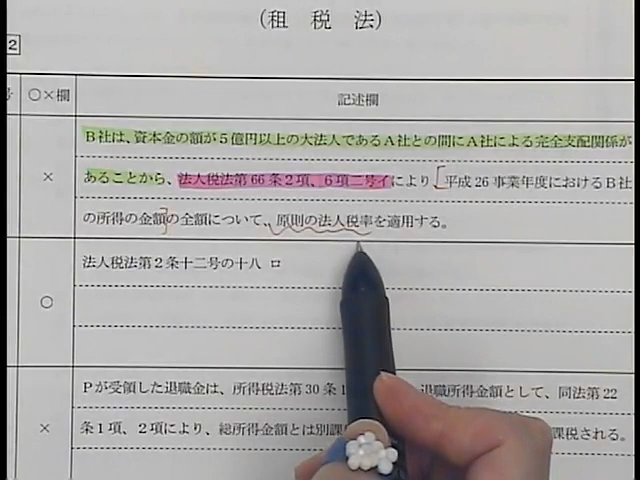 (租 税 法)
2
号
○×欄
記述欄
B社は、資本金の額が5億円以上の大法人であるA社との間にA社による完全支配関係が
×
あることから、法人税法第66条2項、6項二号イにより、平成26事業年度におけるB社
の所得の金額の全額について、原則の法人税率を適用する。
法人税法第2条十二号の十八 ロ
○
Pが受領した退職金は、所得税法第30条1
退職所得金額として、同法第22
×
条1項、2項により、総所得金額とは別課
課税される。